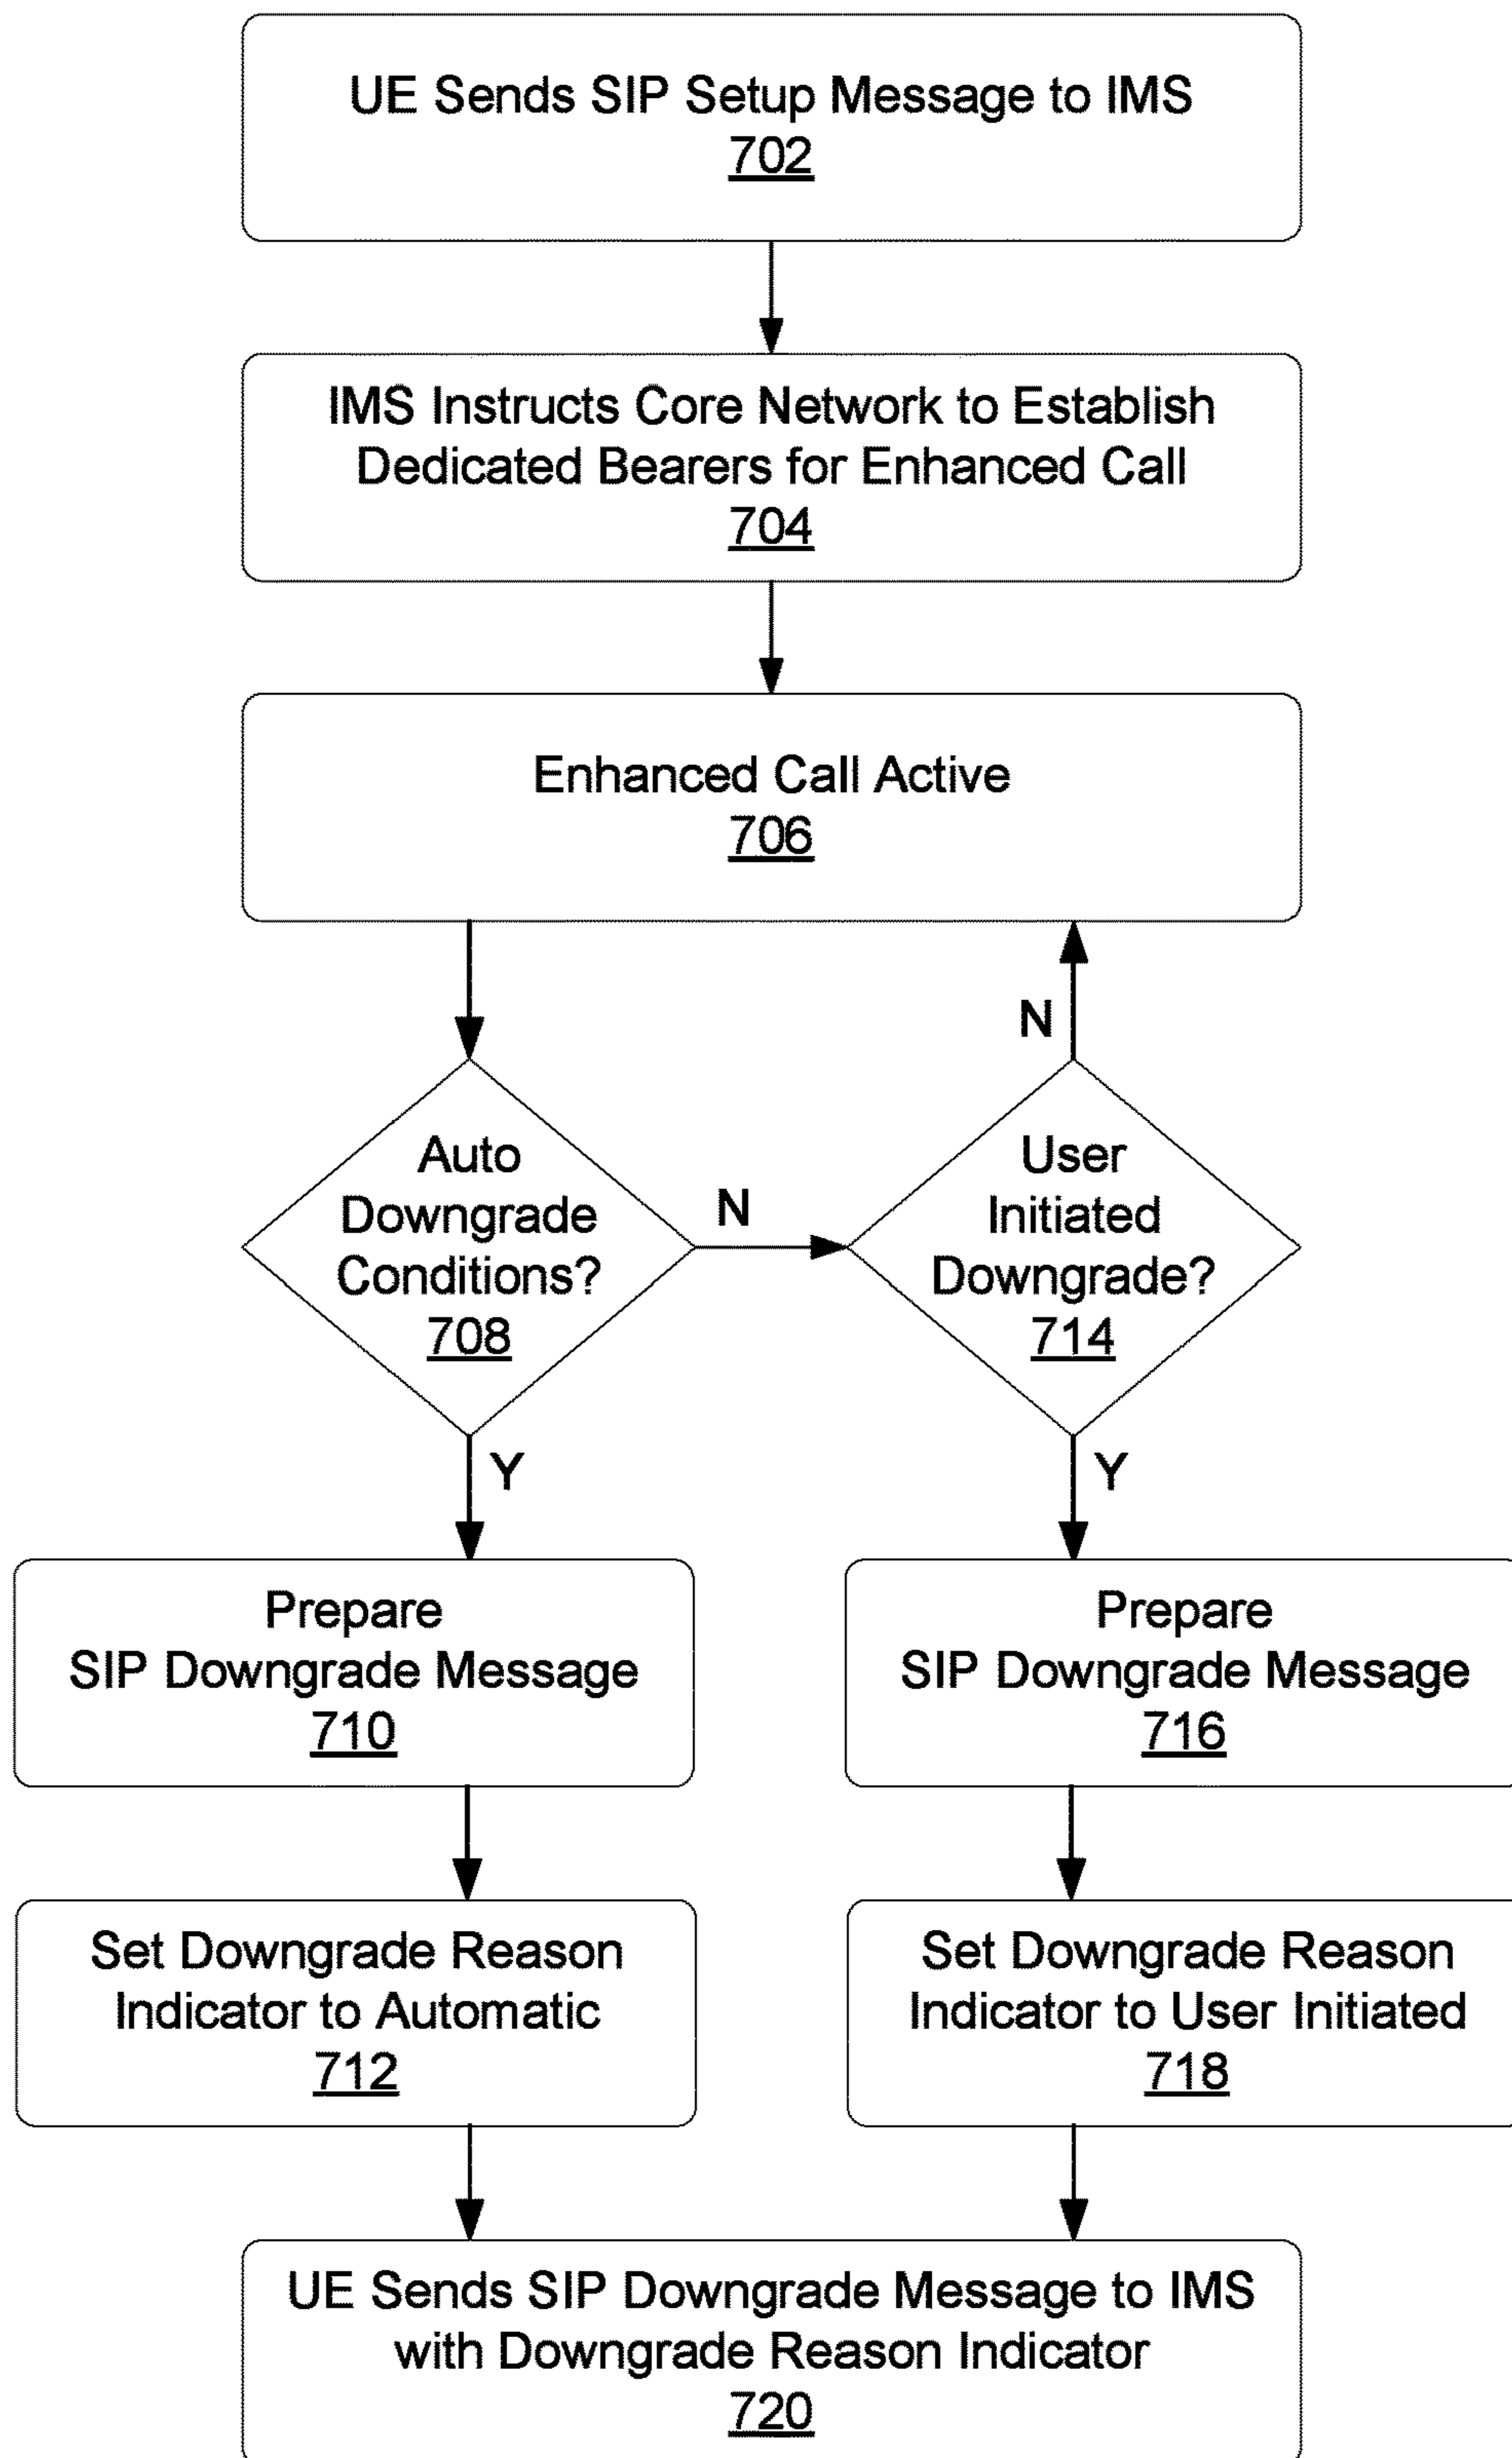 UE Sends SIP Setup Message to IMS
702
IMS Instructs Core Network to Establish
Dedicated Bearers for Enhanced Call
704
Enhanced Call Active
706
N
Auto
Downgrade
Conditions?
708
N
User
Initiated
Downgrade?
714
Y
Y
Prepare
SIP Downgrade Message
710
Prepare
SIP Downgrade Message
716
Set Downgrade Reason
Indicator to Automatic
712
Set Downgrade Reason
Indicator to User Initiated
718
UE Sends SIP Downgrade Message to IMS
with Downgrade Reason Indicator
720